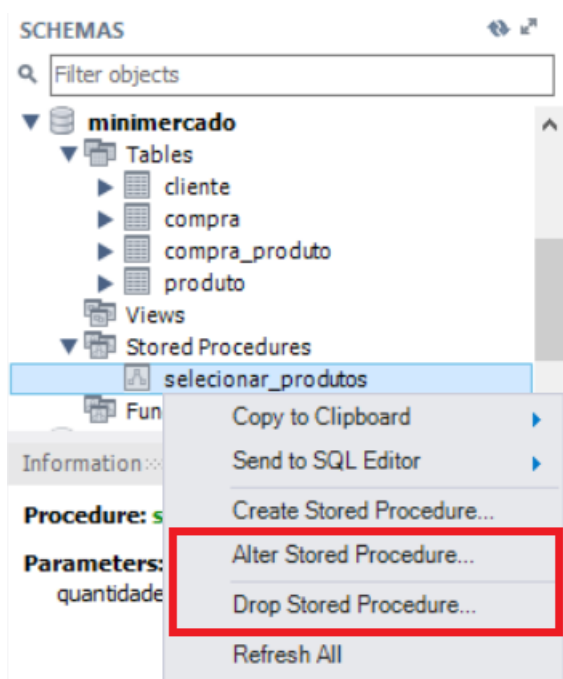 SCHEMAS
Filter objects
minimercado
Tables
cliente
compra
compra_produto
produto
Views
Stored Procedures
selecionar_produtos
Fun
Copy to Clipboard
Information
Send to SQL Editor
Procedure: s
Create Stored Procedure...
Parameters:
Alter Stored Procedure...
quantidade
Drop Stored Procedure...
Refresh All